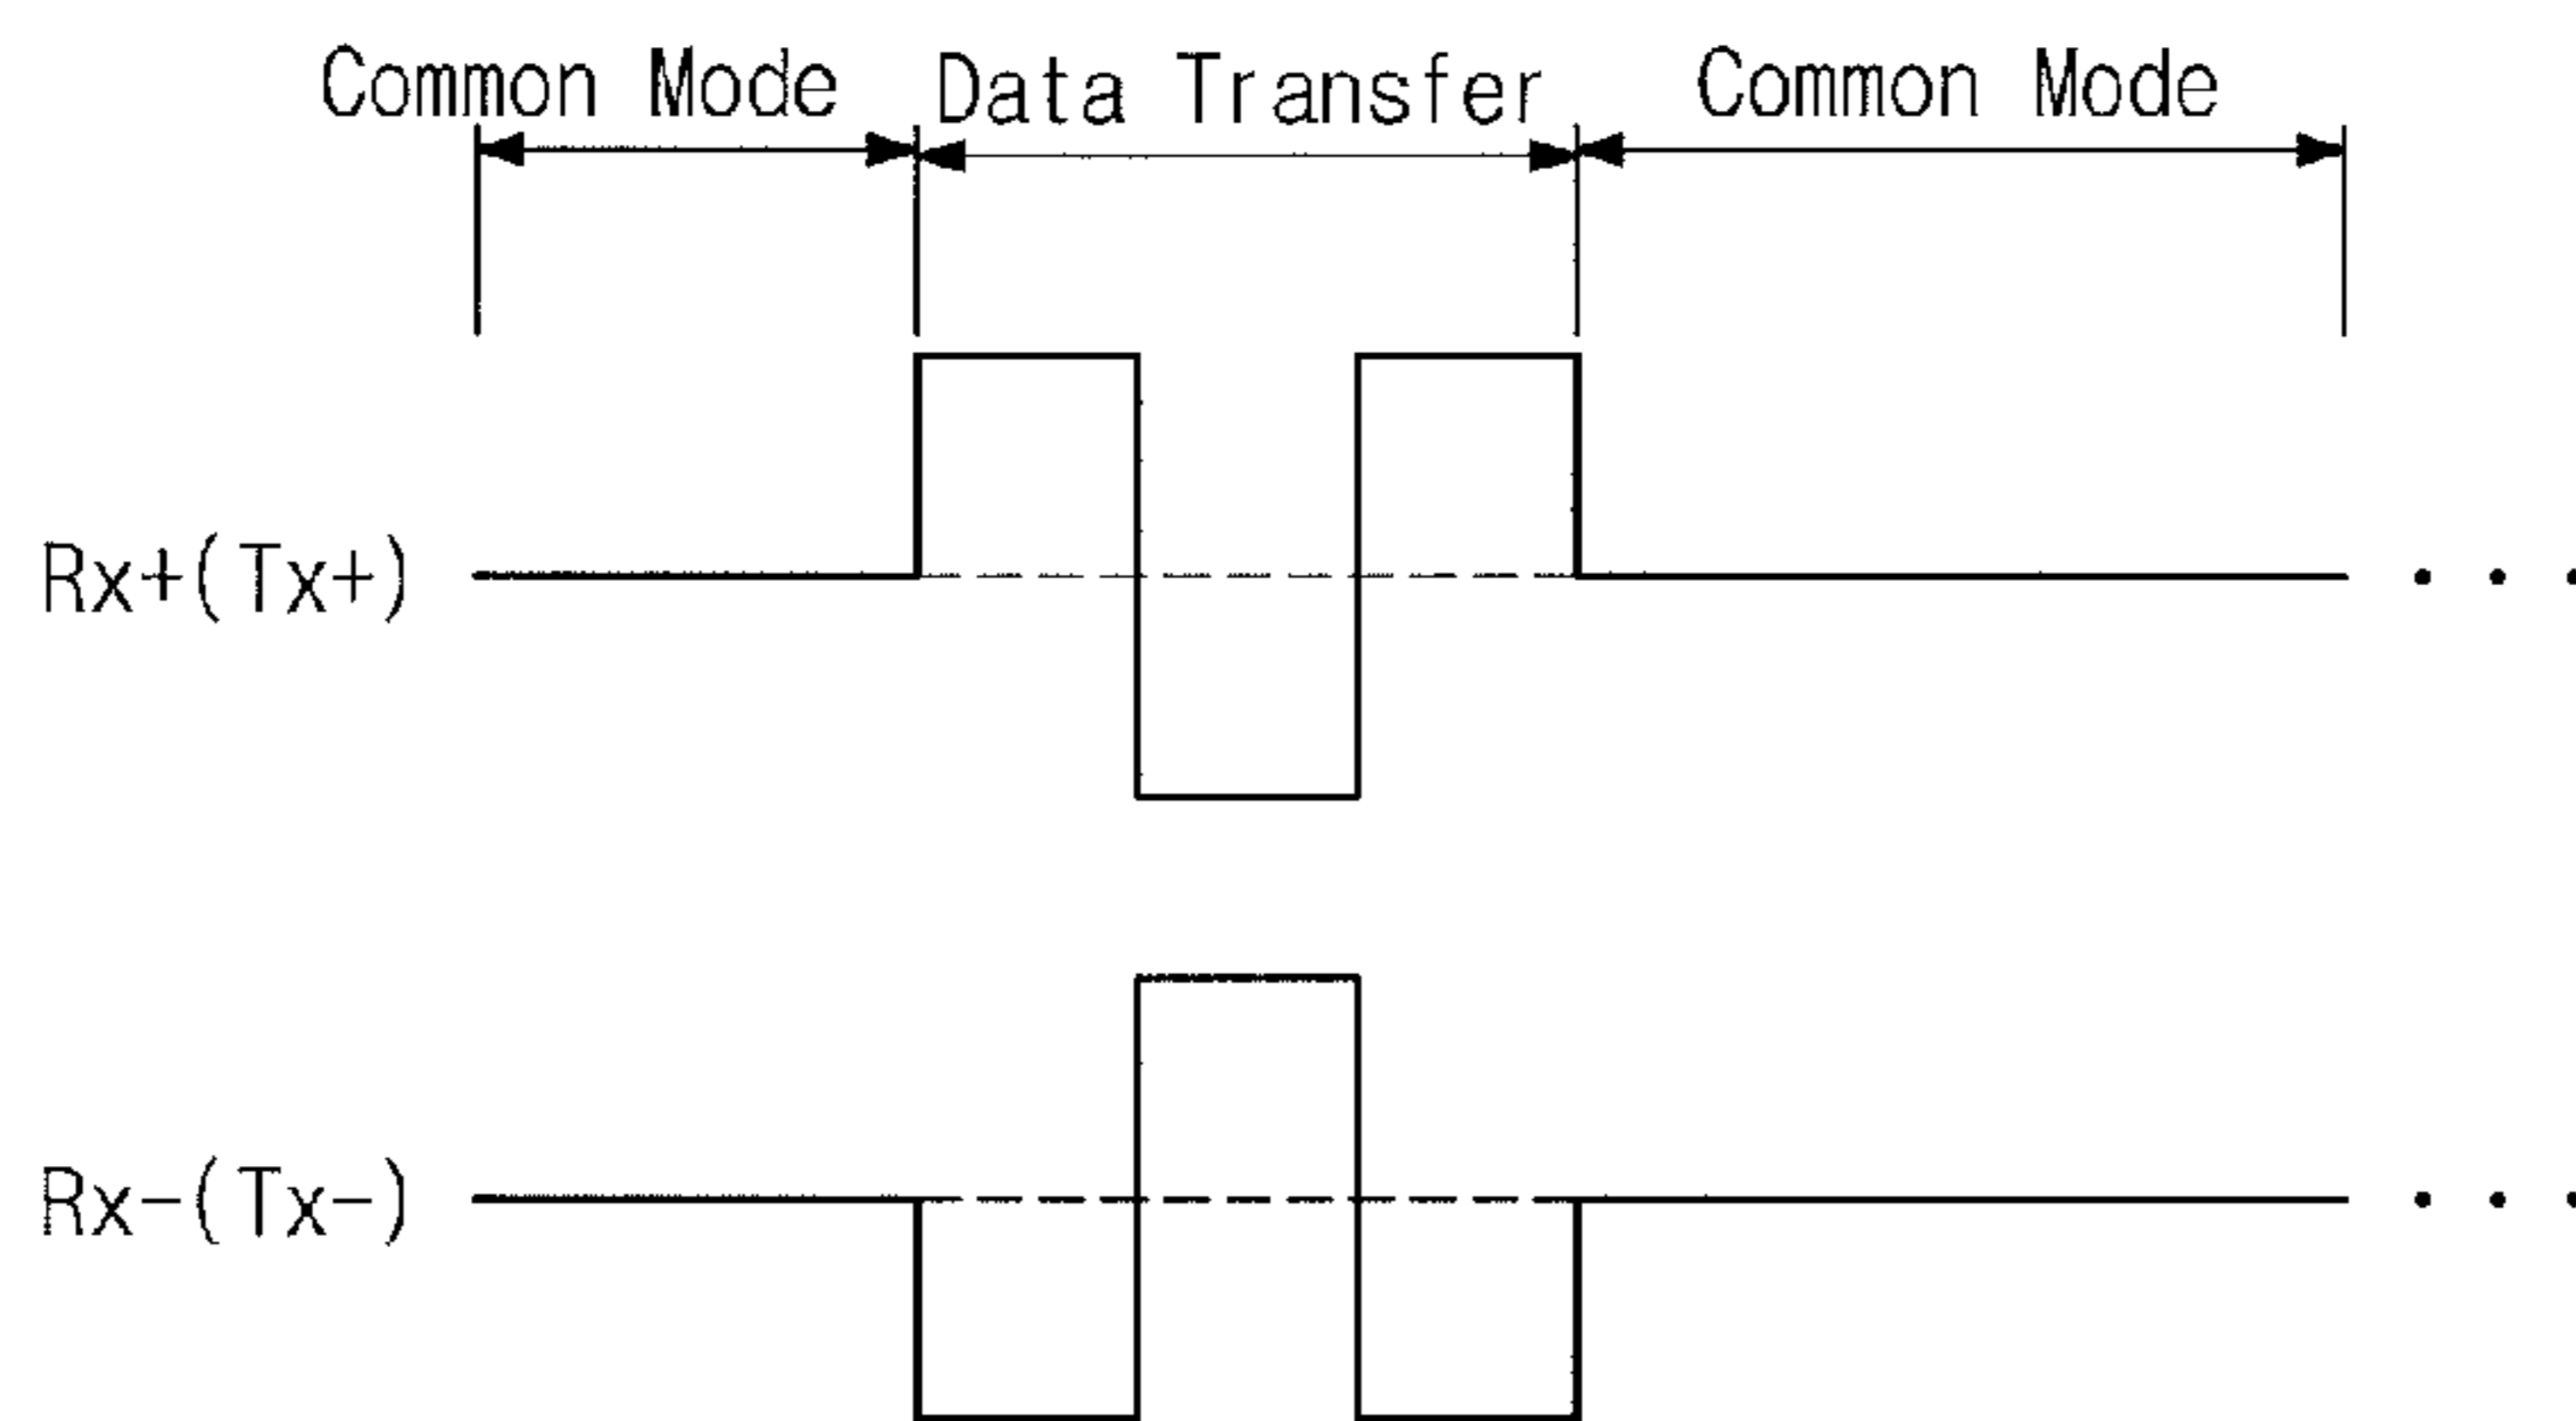 Common Mode Data Transfer Common Mode
Rx+(Tx+)
Rx-(Tx-)